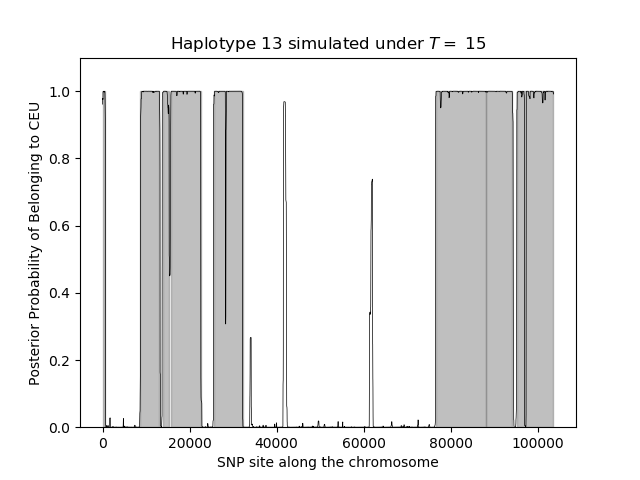 Haplotype 13 simulated under T = 15
Posterior Probability of Belonging to CEU
1.0
0.8
0.6
0.4
0.2
0.0
0 20000 40000 60000 80000 100000
SNP site along the chromosome